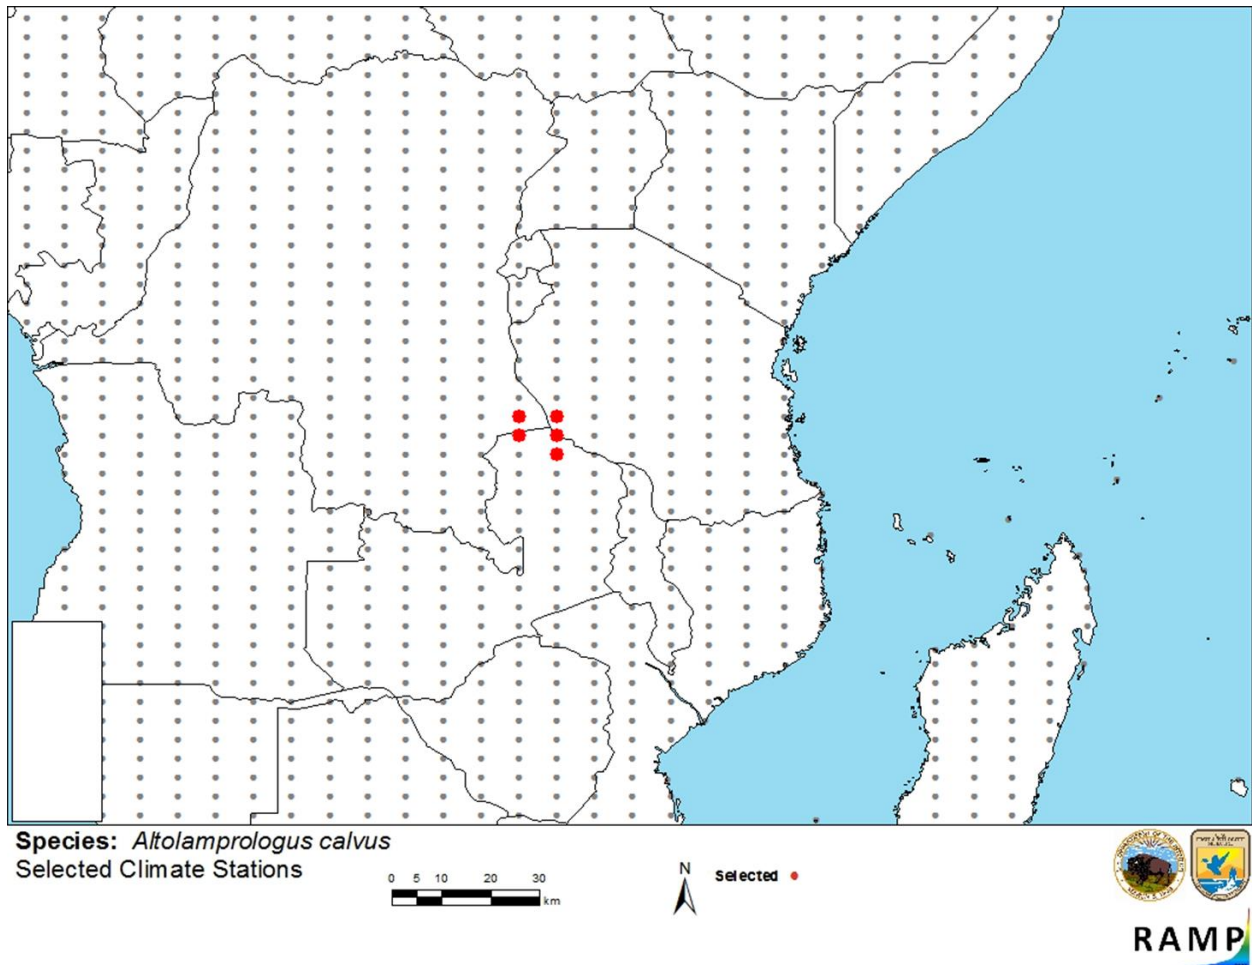 Species: Altolamprologus calvus
Selected Climate Stations
0 5 10 20 30
km
N
Selected
RAMP